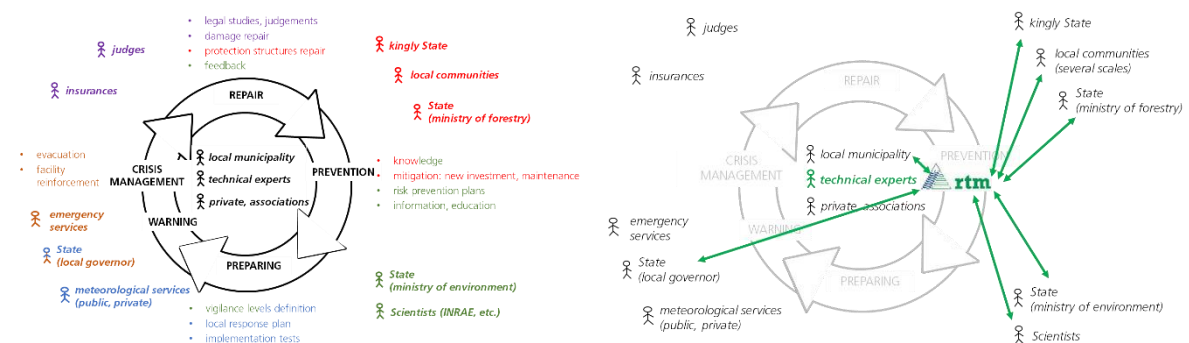 • legal studies, judgements
• damage repair
• protection structures repair
• feedback
judges
insurances
kingly State
local communities
State
(ministry of forestry)
REPAIR
• evacuation
• facility
reinforcement
CRISIS
MANAGEMENT
local municipality
technical experts
private, associations
PREVENTION
• knowledge
• mitigation: new investment, maintenance
• risk prevention plans
• information, education
emergency
services
WARNING
State
(local governor)
PREPARING
meteorological services
(public, private)
State
(ministry of environment)
Scientists (INRAE, etc.)
• vigilance levels definition
• local response plan
• implementation tests
judges
insurances
kingly State
local communities
(several scales)
State
(ministry of forestry)
REPAIR
CRISIS
MANAGEMENT
local municipality
technical experts
private, associations
PREVENTION
rtm
emergency
services
WARNING
State
(local governor)
PREPARING
meteorological services
(public, private)
State
(ministry of environment)
Scientists